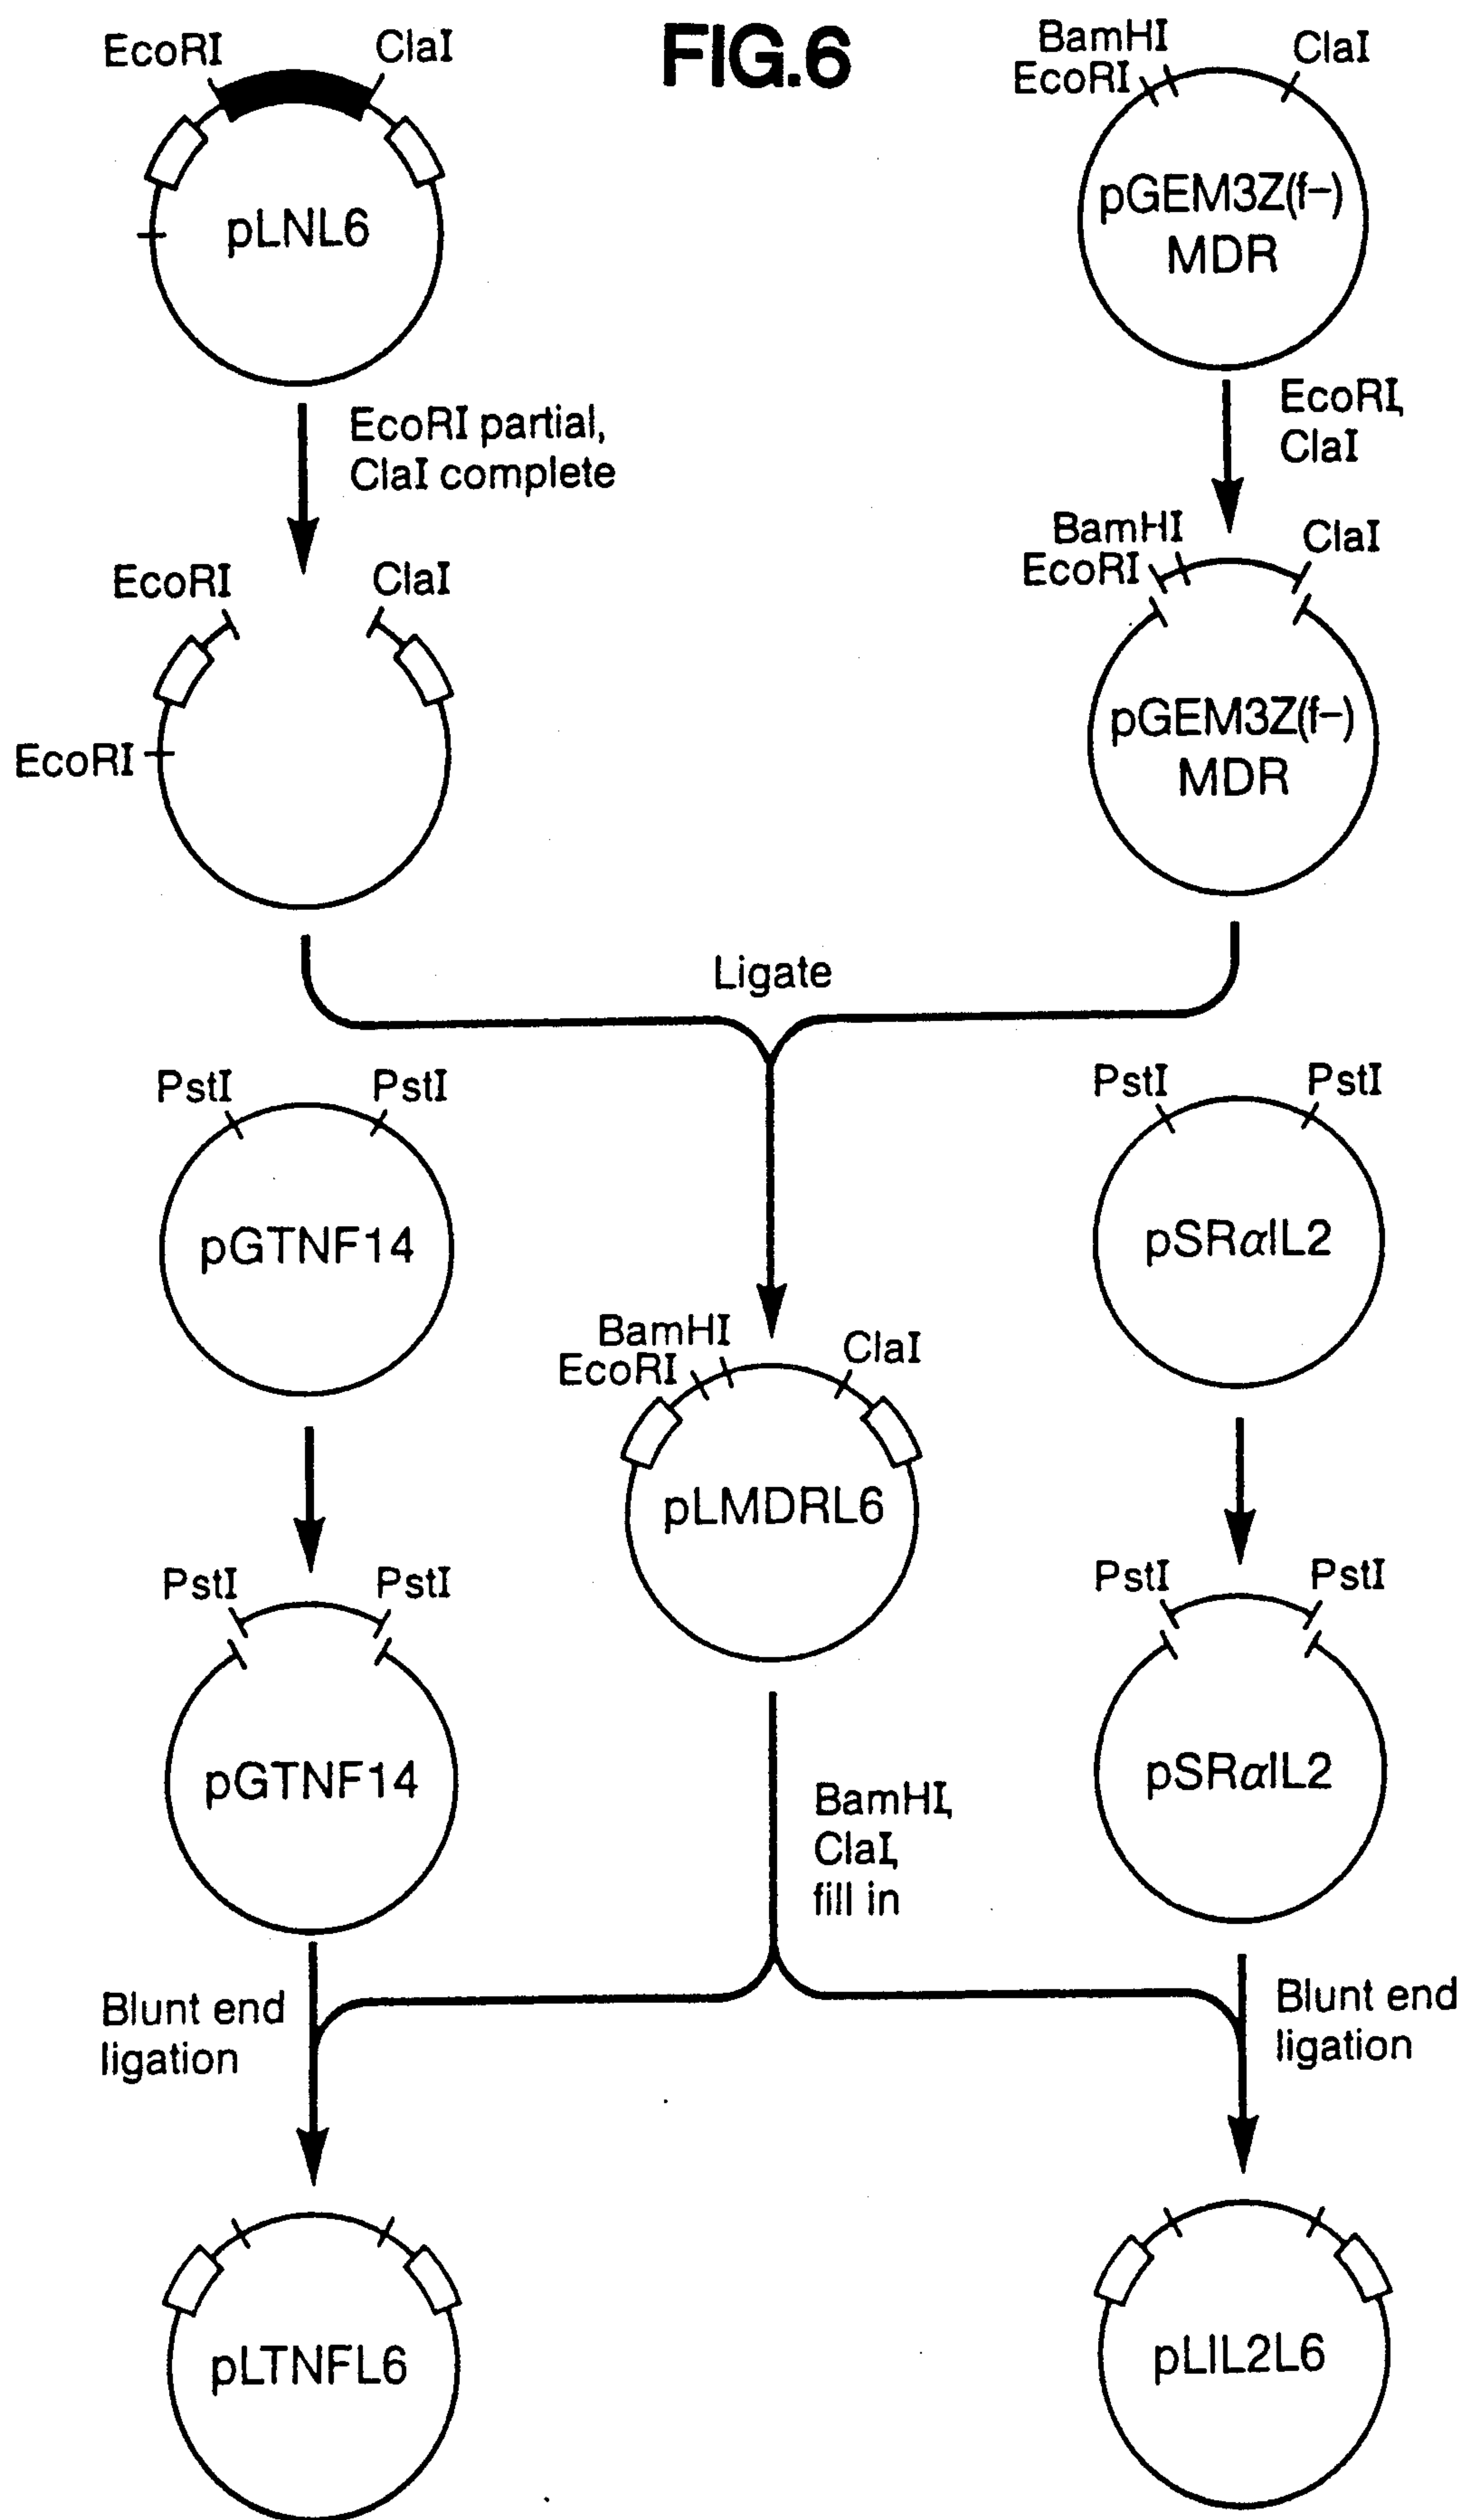 FIG.6
EcoRI
ClaI
pLNL6
BamHI
EcoRI
ClaI
pGEM3Z(f–)
MDR
EcoRI partial,
ClaI complete
EcoRI,
ClaI
EcoRI
ClaI
EcoRI
BamHI
EcoRI
ClaI
pGEM3Z(f–)
MDR
Ligate
PstI
PstI
pGTNF14
PstI
PstI
pSRαIL2
BamHI
EcoRI
ClaI
pLMDRL6
PstI
PstI
pGTNF14
PstI
PstI
pSRαIL2
BamHI,
ClaI,
fill in
Blunt end
ligation
Blunt end
ligation
pLTNFL6
pLIL2L6